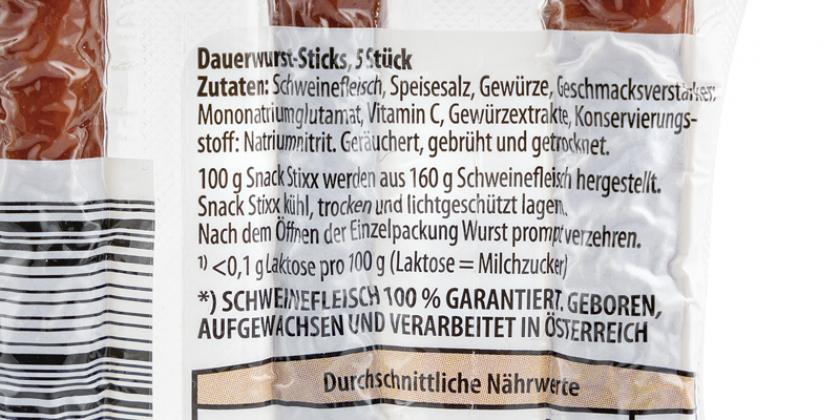 Dauerwurst-Sticks, 5 Stück
Zutaten: Schweinefleisch, Speisesalz, Gewürze, Geschmacksverstärker:
Mononatriumglutamat, Vitamin C, Gewürzextrakte, Konservierungs-
stoff: Natriumnitrit. Geräuchert, gebrüht und getrocknet.
100 g Snack Stixx werden aus 160 g Schweinefleisch hergestellt.
Snack Stixx kühl, trocken und lichtgeschützt lagern.
Nach dem Öffnen der Einzelpackung Wurst prompt verzehren.
¹⁾ <0,1 g Laktose pro 100 g (Laktose = Milchzucker)
*) SCHWEINEFLEISCH 100 % GARANTIERT, GEBOREN,
AUFGEWACHSEN UND VERARBEITET IN ÖSTERREICH
Durchschnittliche Nährwerte